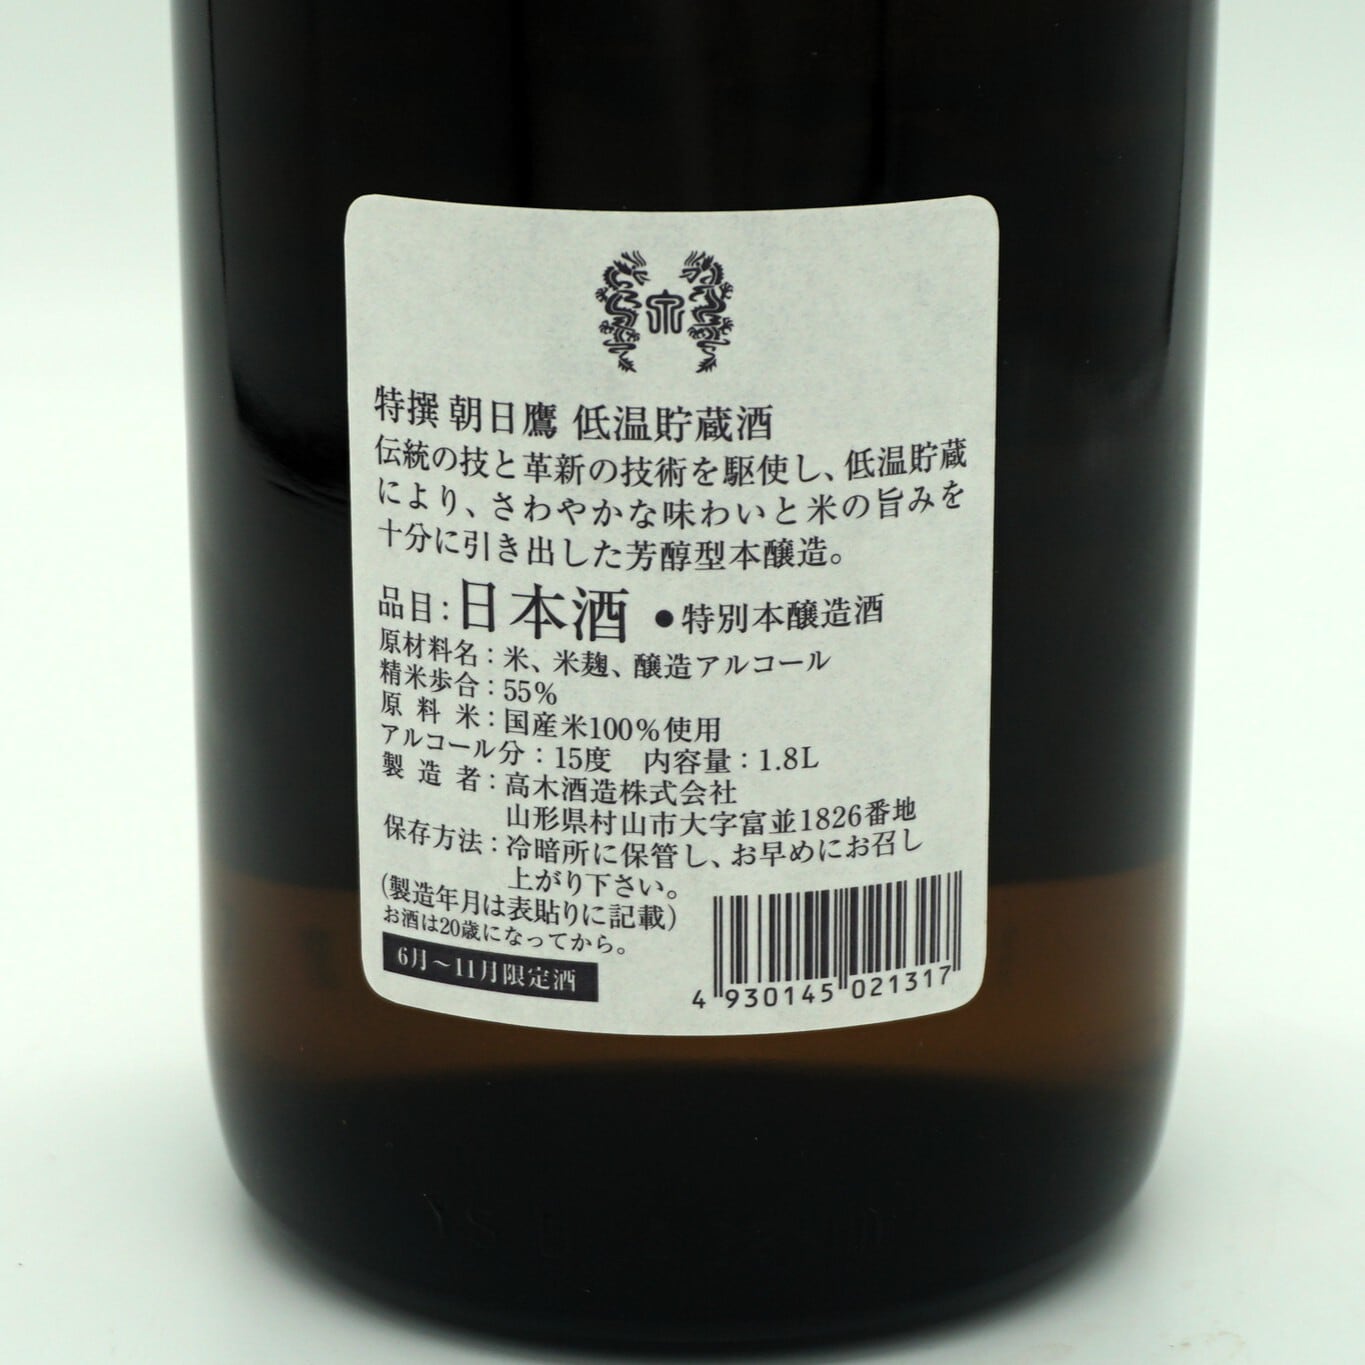 特撰 朝日鷹 低温貯蔵酒
伝統の技と革新の技術を駆使し、低温貯蔵
により、さわやかな味わいと米の旨みを
十分に引き出した芳醇型本醸造。
品目：日本酒 ●特別本醸造酒
原材料名：米、米麹、醸造アルコール
精米歩合：55%
原料米：国産米100%使用
アルコール分：15度 内容量：1.8L
製造者：高木酒造株式会社
山形県村山市大字富並1826番地
保存方法：冷暗所に保管し、お早めにお召し
上がり下さい。
(製造年月は表貼りに記載)
お酒は20歳になってから。
6月～11月限定酒
4 930145 021317